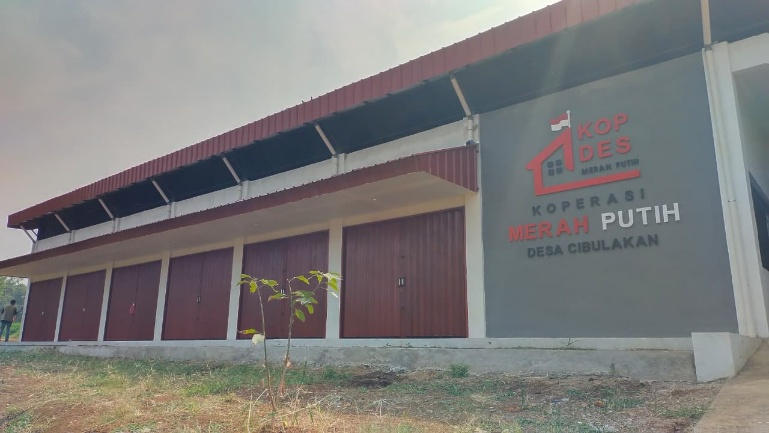 KOP
DES
MERAH PUTIH
KOPERASI
MERAH PUTIH
DESA CIBULAKAN